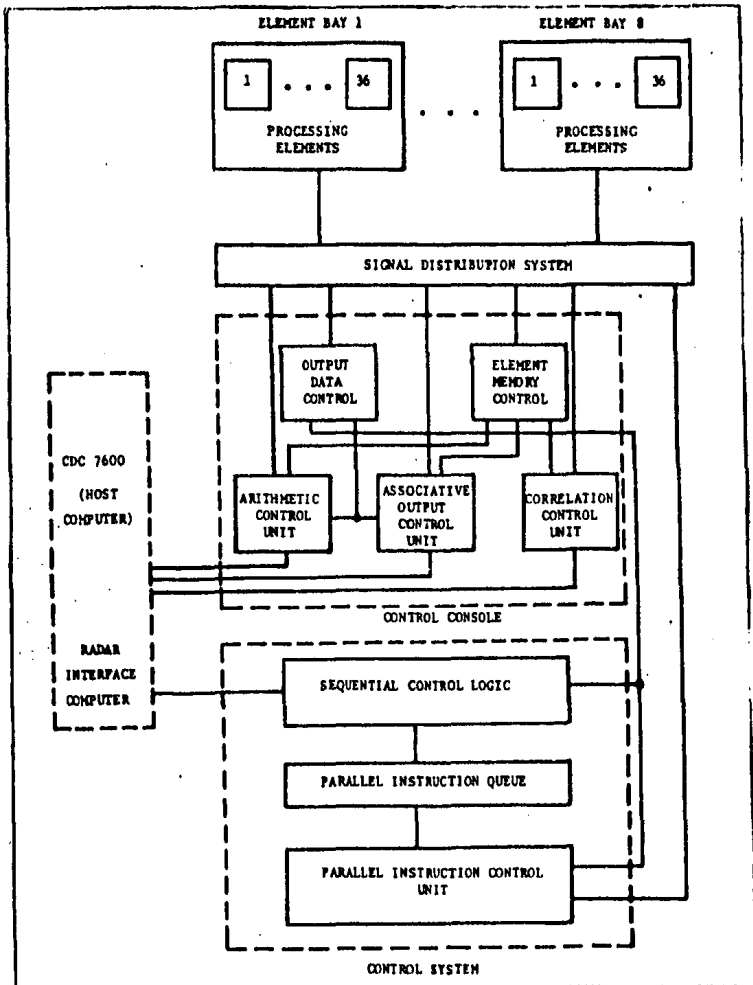 ELEMENT BAY 1
ELEMENT BAY 8
1 . . . 36
PROCESSING
ELEMENTS
. . .
1 . . . 36
PROCESSING
ELEMENTS
SIGNAL DISTRIBUTION SYSTEM
OUTPUT
DATA
CONTROL
ELEMENT
MEMORY
CONTROL
CDC 7600
(HOST
COMPUTER)
ARITHMETIC
CONTROL
UNIT
ASSOCIATIVE
OUTPUT
CONTROL
UNIT
CORRELATION
CONTROL
UNIT
CONTROL CONSOLE
RADAR
INTERFACE
COMPUTER
SEQUENTIAL CONTROL LOGIC
PARALLEL INSTRUCTION QUEUE
PARALLEL INSTRUCTION CONTROL
UNIT
CONTROL SYSTEM